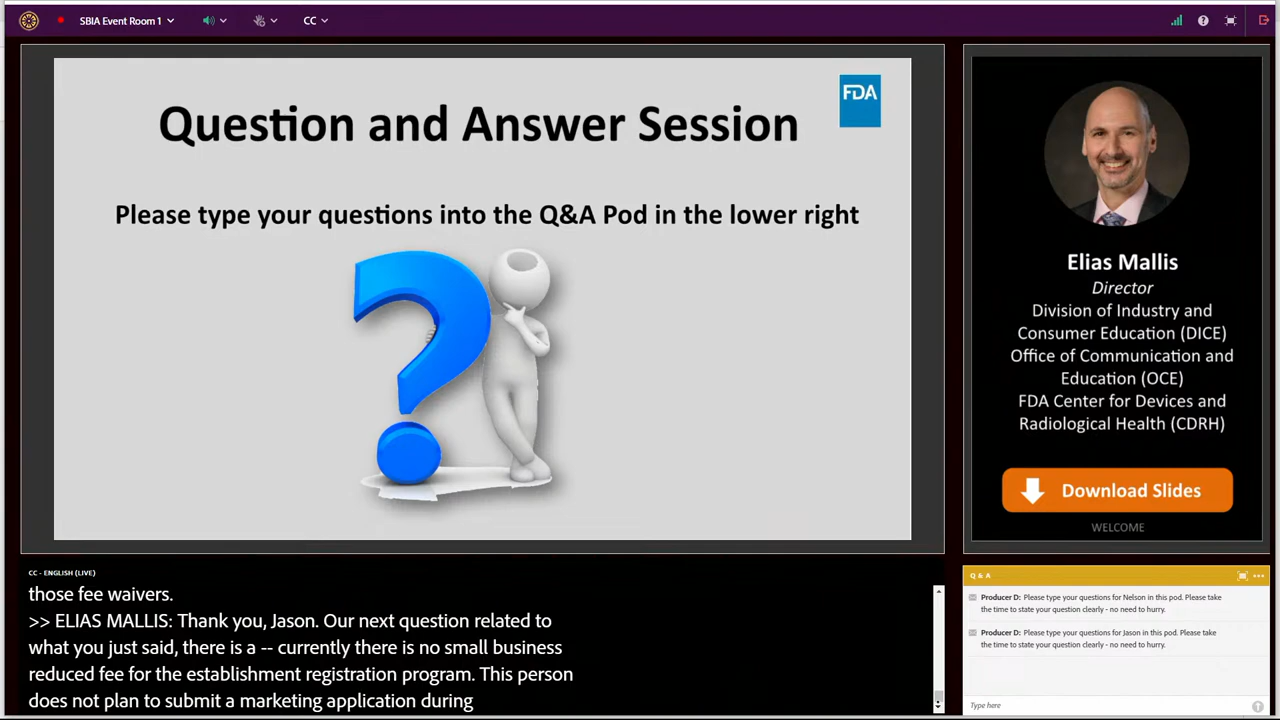 SBIA Event Room 1
CC
Question and Answer Session
FDA
Please type your questions into the Q&A Pod in the lower right
Elias Mallis
Director
Division of Industry and
Consumer Education (DICE)
Office of Communication and
Education (OCE)
FDA Center for Devices and
Radiological Health (CDRH)
Download Slides
WELCOME
CC - ENGLISH (LIVE)
those fee waivers.
>> ELIAS MALLIS: Thank you, Jason. Our next question related to
what you just said, there is a -- currently there is no small business
reduced fee for the establishment registration program. This person
does not plan to submit a marketing application during
Q & A
Producer D: Please type your questions for Nelson in this pod. Please take
the time to state your question clearly - no need to hurry.
Producer D: Please type your questions for Jason in this pod. Please take
the time to state your question clearly - no need to hurry.
Type here